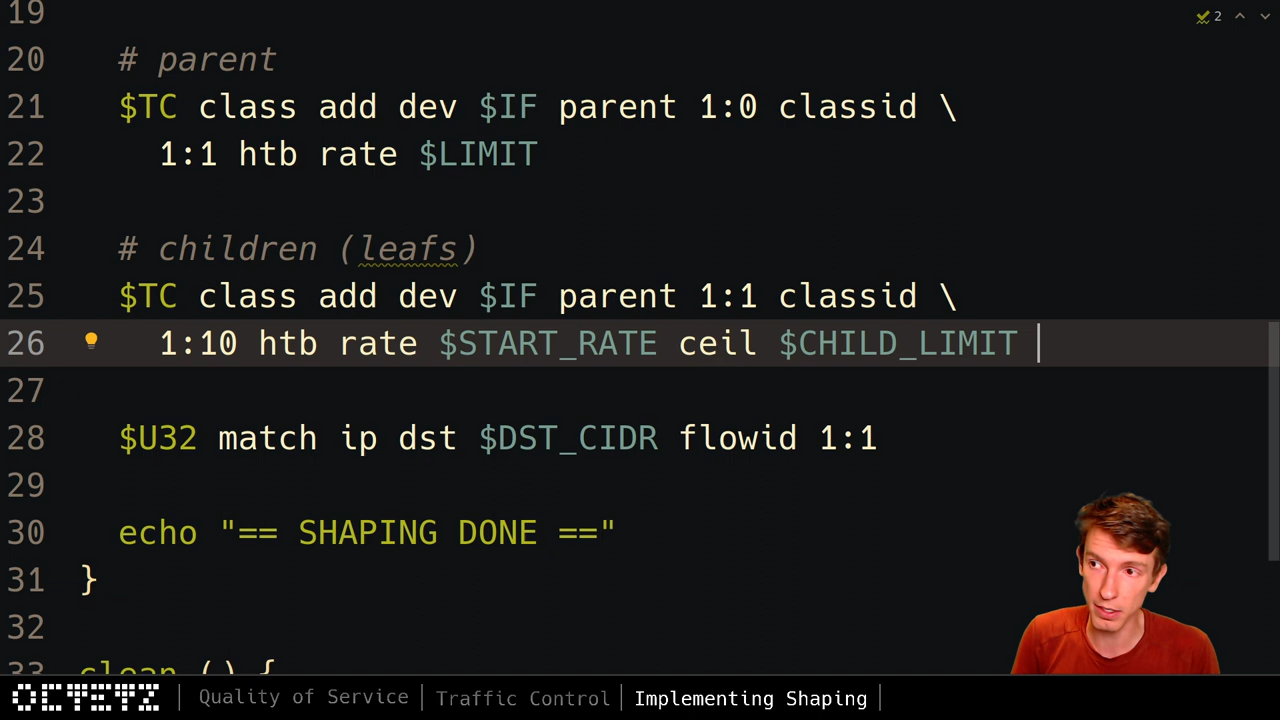 19
2
20 # parent
21 $TC class add dev $IF parent 1:0 classid \
22 1:1 htb rate $LIMIT
23
24 # children (leafs)
25 $TC class add dev $IF parent 1:1 classid \
26 1:10 htb rate $START_RATE ceil $CHILD_LIMIT
27
28 $U32 match ip dst $DST_CIDR flowid 1:1
29
30 echo "== SHAPING DONE =="
31 }
32
33 clean () {
OCTETZ Quality of Service Traffic Control Implementing Shaping